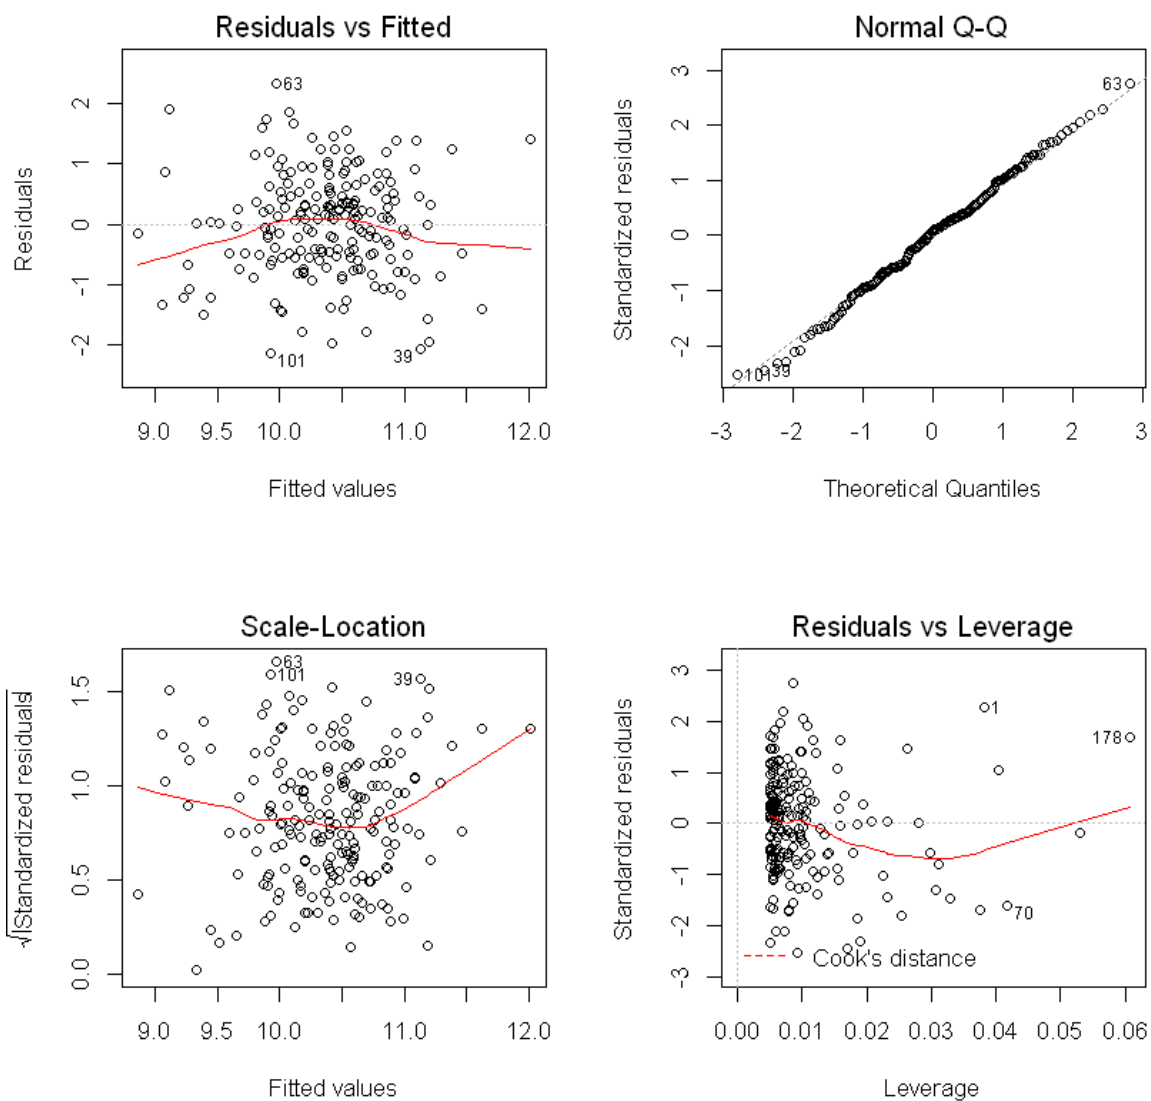 Residuals vs Fitted
Residuals
2
1
0
−1
−2
63
101
39
9.0 9.5 10.0 11.0 12.0
Fitted values
Normal Q-Q
Standardized residuals
3
2
1
0
−1
−2
63
101
39
−3 −2 −1 0 1 2 3
Theoretical Quantiles
Scale-Location
√|Standardized residuals|
1.5
1.0
0.5
0.0
63
101
39
9.0 9.5 10.0 11.0 12.0
Fitted values
Residuals vs Leverage
Standardized residuals
3
2
1
0
−1
−2
−3
1
178
70
Cook's distance
0.00 0.01 0.02 0.03 0.04 0.05 0.06
Leverage